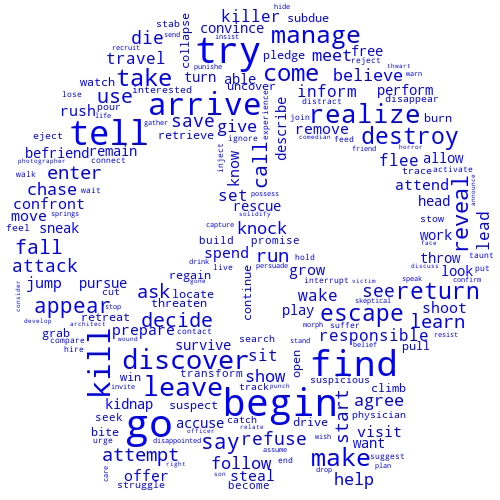 hide
killer subdue
stab send insist
collapse
convince
die try manage
recruit
travel punishe meet free
pledge reject thwart
watch take interested turn able come believe warn
uncover
lose use pour life arrive save give experience inform perform
distract disappear
rush gather
tell retrieve ignore call describe join remove realize burn
eject comedian feed destroy
befriend remain inject know friend horror
photographer connect flee allow
walk enter wait set possess trace activate
chase rescue attend announce
confront solidify head reveal
move springs capture knock stow lead
feel sneak build promise work face
fall spend run hold throw taunt
attack drink live persuade grow discuss look put
jump pursue regain gone continue interrupt victim speak confirm
consider cut ask locate wake see return skeptical
appear stop threaten escape
develop retreat architect decide morph play suffer shoot
grab prepare contact responsible learn resist
compare wound search stand belief
hire kill discover survive sit open pull
transform show suspicious
win leave track punch find climb
invite begin
kidnap suspect agree
seek go accuse catch drive start physician
bite officer relate wish
urge disappointed say refuse visit
want
attempt assume make
right follow end suggest
care offer son steal drop help plan
struggle become